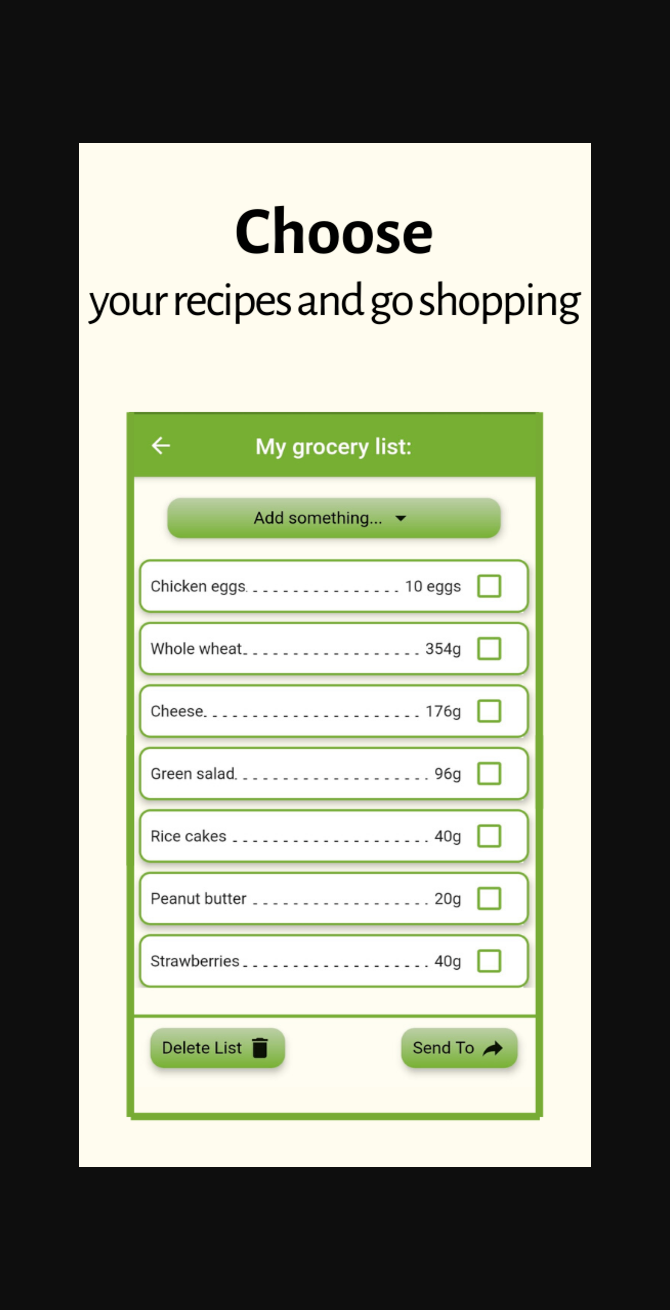 Choose
your recipes and go shopping
My grocery list:
Add something...
Chicken eggs 10 eggs
Whole wheat 354g
Cheese 176g
Green salad 96g
Rice cakes 40g
Peanut butter 20g
Strawberries 40g
Delete List Send To